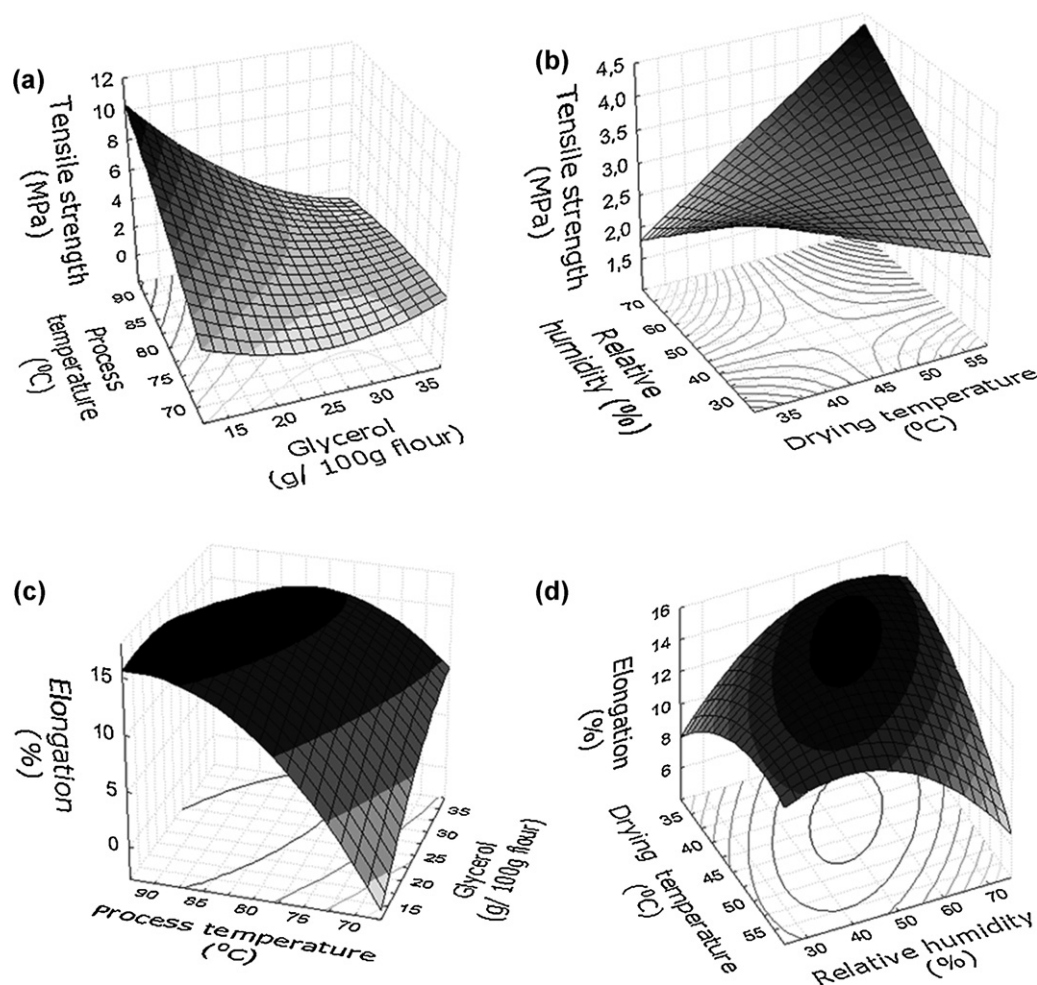 (a)
Tensile strength
(MPa)
12
10
8
6
4
2
0
90
85
80
75
70
Process
temperature
(ºC)
15
20
25
30
35
Glycerol
(g/ 100g flour)
(b)
Tensile strength
(MPa)
4,5
4,0
3,5
3,0
2,5
2,0
1,5
70
60
50
40
30
Relative
humidity (%)
35
40
45
50
55
Drying temperature
(ºC)
(c)
Elongation
(%)
15
10
5
0
90
85
80
75
70
Process temperature
(ºC)
35
30
25
20
15
Glycerol
(g/ 100g flour)
(d)
Elongation
(%)
16
14
12
10
8
6
35
40
45
50
55
Drying temperature
(ºC)
30
40
50
60
70
Relative humidity
(%)